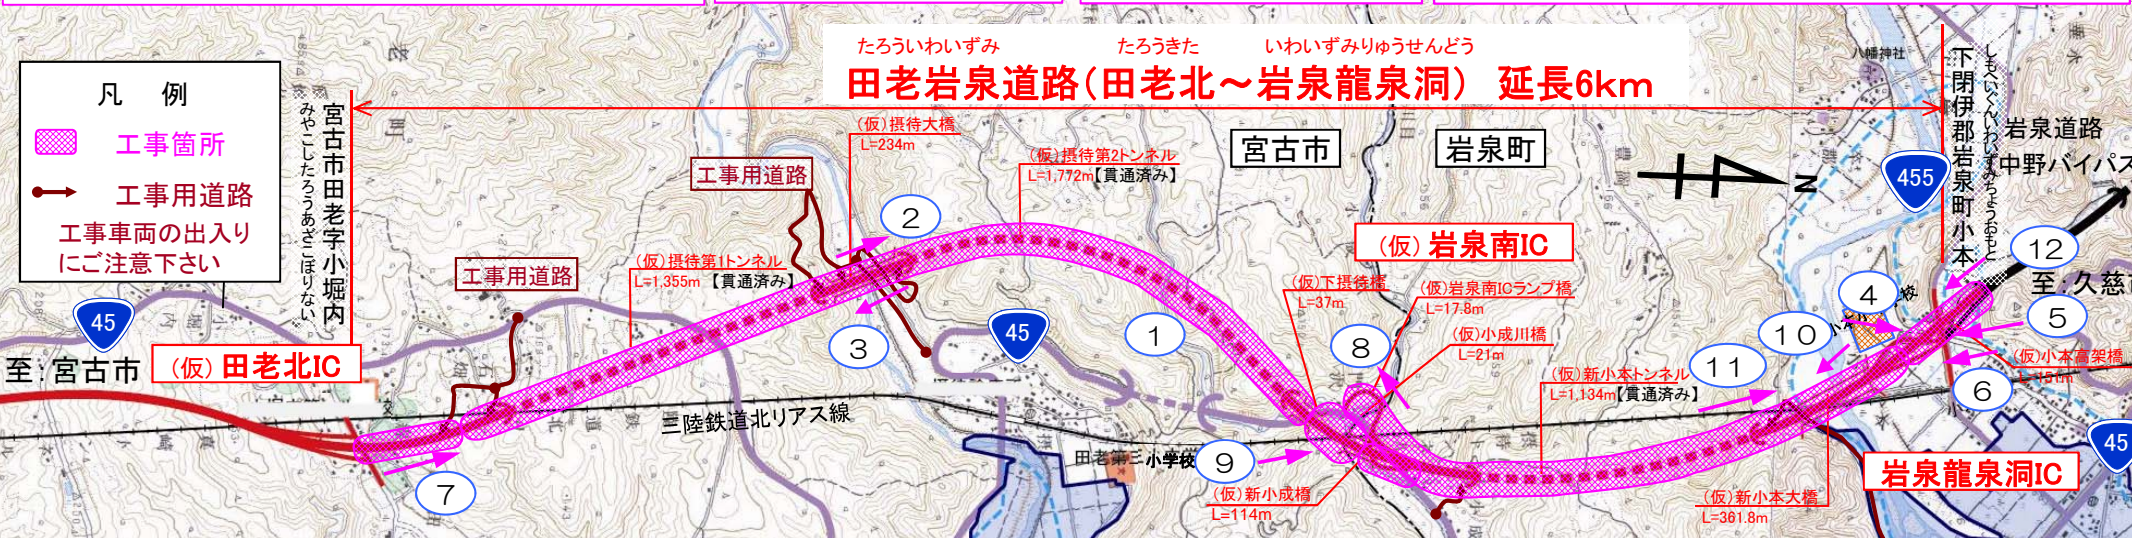 たろういわいずみ たろうきた いわいずみりゅうせんどう
田老岩泉道路(田老北～岩泉龍泉洞) 延長6km
凡 例
工事箇所
工事用道路
工事車両の出入り
にご注意下さい
宮古市田老字小堀内
みやこしたろうあざこぼりない
下閉伊郡岩泉町小本
しもへいぐんいわいずみちょうおもと
八幡神社
岩泉道路
中野バイパス
455
N
宮古市
岩泉町
(仮)摂待大橋
L=234m
(仮)摂待第2トンネル
L=1,772m【貫通済み】
工事用道路
工事用道路
(仮)摂待第1トンネル
L=1,355m 【貫通済み】
(仮)岩泉南IC
(仮)下摂待橋
L=37m
(仮)岩泉南ICランプ橋
L=17.8m
(仮)小成川橋
L=21m
(仮)新小本トンネル
L=1,134m【貫通済み】
(仮)小本高架橋
L=151m
(仮)新小成橋
L=114m
(仮)新小本大橋
L=361.8m
岩泉龍泉洞IC
(仮)田老北IC
至:宮古市
至:久慈市
三陸鉄道北リアス線
田老第三小学校
45
45
45
1
2
3
4
5
6
7
8
9
10
11
12